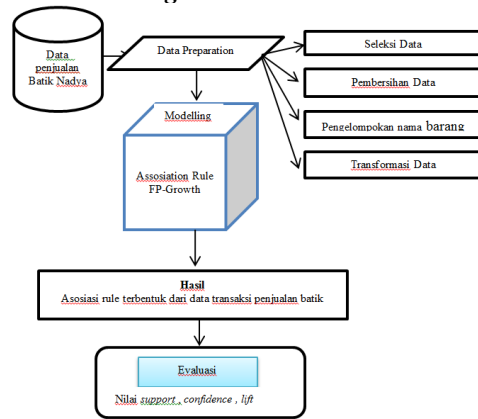 Data
penjualan
Batik Nadya
Data Preparation
Seleksi Data
Pembersihan Data
Pengelompokan nama barang
Transformasi Data
Modelling
Assosiation Rule
FP-Growth
Hasil
Asosiasi rule terbentuk dari data transaksi penjualan batik
Evaluasi
Nilai support , confidence , lift